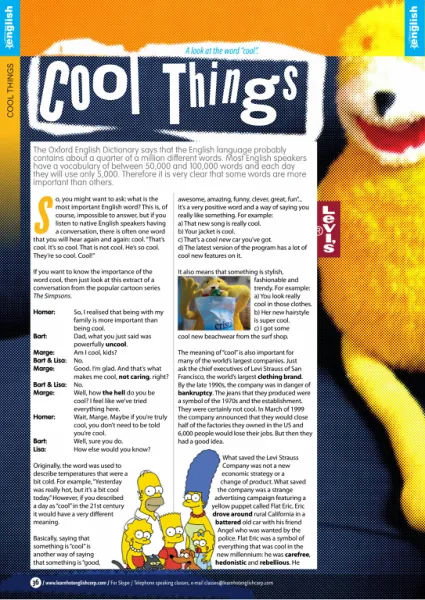 english
COOL THINGS
english
A look at the word "cool".
Cool Things
The Oxford English Dictionary says that the English language probably
contains about a quarter of a million different words. Most English speakers
have a vocabulary of between 50,000 and 100,000 words and each day
they will use only 5,000. Therefore it is very clear that some words are more
important than others.
So, you might want to ask: what is the
most important English word? This is, of
course, impossible to answer, but if you
listen to native English speakers having
a conversation, there is often one word
that you will hear again and again: cool. "That's
cool. It's so cool. That is not cool. He's so cool.
They're so cool. Cool!"
If you want to know the importance of the
word cool, then just look at this extract of a
conversation from the popular cartoon series
The Simpsons.
Homer: So, I realised that being with my
family is more important than
being cool.
Bart: Dad, what you just said was
powerfully uncool.
Marge: Am I cool, kids?
Bart & Lisa: No.
Marge: Good. I'm glad. And that's what
makes me cool, not caring, right?
Bart & Lisa: No.
Marge: Well, how the hell do you be
cool? I feel like we've tried
everything here.
Homer: Wait, Marge. Maybe if you're truly
cool, you don't need to be told
you're cool.
Bart: Well, sure you do.
Lisa: How else would you know?
Originally, the word was used to
describe temperatures that were a
bit cold. For example, "Yesterday
was really hot, but it's a bit cool
today." However, if you described
a day as "cool" in the 21st century
it would have a very different
meaning.
Basically, saying that
something is "cool" is
another way of saying
that something is "good,
awesome, amazing, funny, clever, great, fun"...
It's a very positive word and a way of saying you
really like something. For example:
a) That new song is really cool.
b) Your jacket is cool.
c) That's a cool new car you've got.
d) The latest version of the program has a lot of
cool new features on it.
It also means that something is stylish,
fashionable and
trendy. For example:
a) You look really
cool in those clothes.
b) Her new hairstyle
is super cool.
c) I got some
cool new beachwear from the surf shop.
The meaning of "cool" is also important for
many of the world's largest companies. Just
ask the chief executives of Levi Strauss of San
Francisco, the world's largest clothing brand.
By the late 1990s, the company was in danger of
bankruptcy. The jeans that they produced were
a symbol of the 1970s and the establishment.
They were certainly not cool. In March of 1999
the company announced that they would close
half of the factories they owned in the US and
6,000 people would lose their jobs. But then they
had a good idea.
What saved the Levi Strauss
Company was not a new
economic strategy or a
change of product. What saved
the company was a strange
advertising campaign featuring a
yellow puppet called Flat Eric. Eric
drove around rural California in a
battered old car with his friend
Angel who was wanted by the
police. Flat Eric was a symbol of
everything that was cool in the
new millennium: he was carefree,
hedonistic and rebellious. He
Levi's
®
36 / www.learnhotenglishcorp.com / For Skype / Telephone speaking classes, e-mail classes@learnhotenglishcorp.com